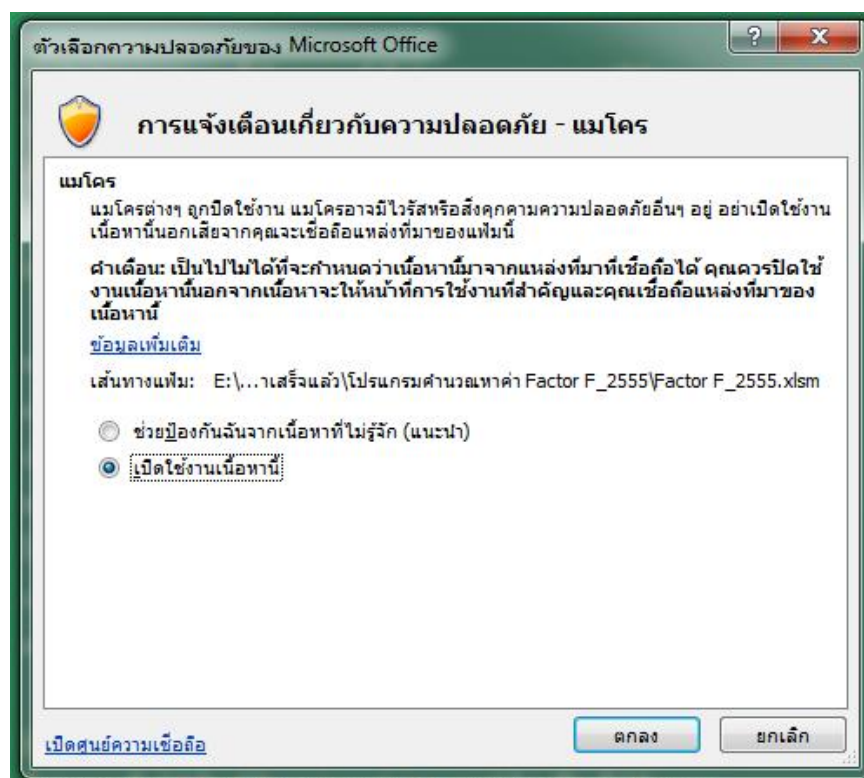 ตัวเลือกความปลอดภัยของ Microsoft Office
การแจ้งเตือนเกี่ยวกับความปลอดภัย - แมโคร
แมโคร
แมโครต่างๆ ถูกปิดใช้งาน แมโครอาจมีไวรัสหรือสิ่งคุกคามความปลอดภัยอื่นๆ อยู่ อย่าเปิดใช้งาน
เนื้อหานี้นอกเสียจากคุณจะเชื่อถือแหล่งที่มาของแฟ้มนี้
คำเตือน: เป็นไปไม่ได้ที่จะกำหนดว่าเนื้อหานี้มาจากแหล่งที่มาที่เชื่อถือได้ คุณควรปิดใช้
งานเนื้อหานี้นอกจากเนื้อหาจะให้หน้าที่การใช้งานที่สำคัญและคุณเชื่อถือแหล่งที่มาของ
เนื้อหานี้
ข้อมูลเพิ่มเติม
เส้นทางแฟ้ม: E:\...าเสร็จแล้ว\โปรแกรมคำนวณหาค่า Factor F_2555\Factor F_2555.xlsm
ช่วยป้องกันฉันจากเนื้อหาที่ไม่รู้จัก (แนะนำ)
เปิดใช้งานเนื้อหานี้
เปิดศูนย์ความเชื่อถือ
ตกลง
ยกเลิก